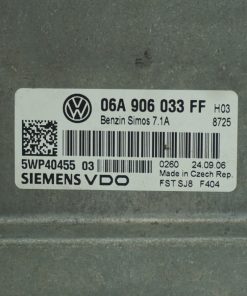 06A 906 033 FF H03
Benzin Simos 7.1A 8725
5WP40455 03 0260 24.09.06
Made in Czech Rep.
SIEMENS VDO FST SJ8 F404